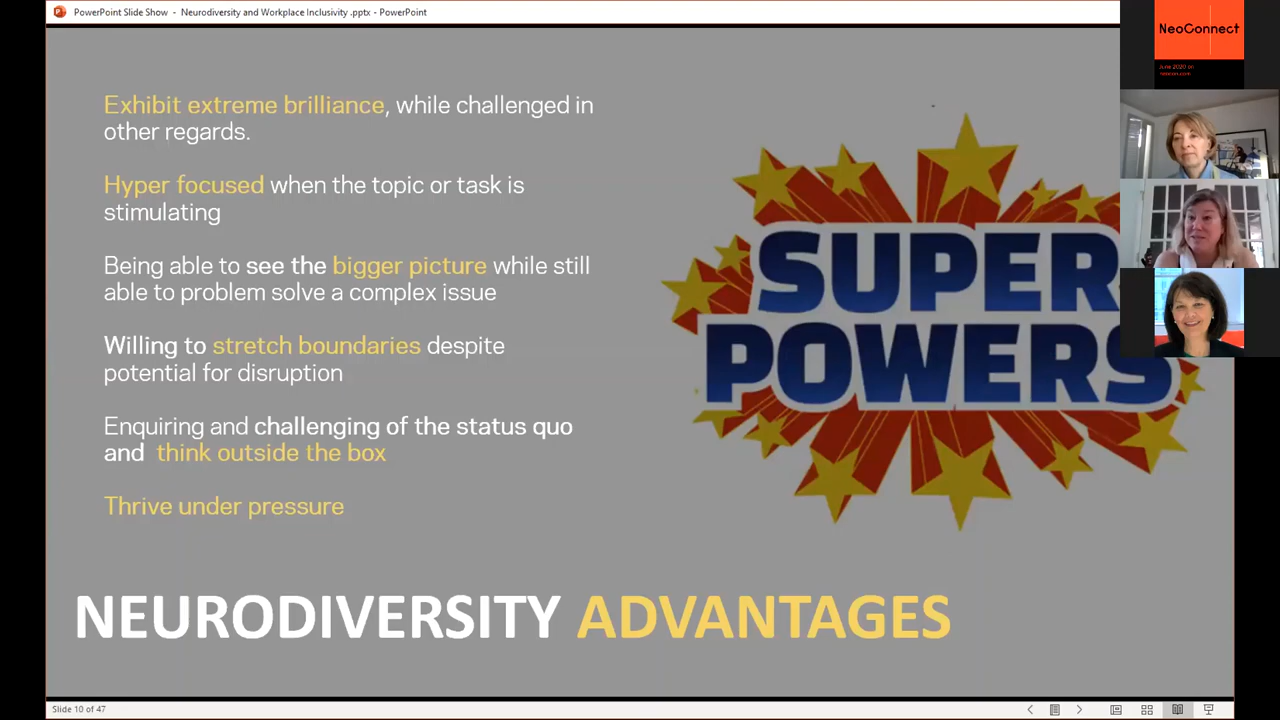 PowerPoint Slide Show - Neurodiversity and Workplace Inclusivity .pptx - PowerPoint
NeoConnect
June 2020 on
Exhibit extreme brilliance, while challenged in
other regards.
Hyper focused when the topic or task is
stimulating
Being able to see the bigger picture while still
able to problem solve a complex issue
Willing to stretch boundaries despite
potential for disruption
Enquiring and challenging of the status quo
and think outside the box
Thrive under pressure
SUPER
POWERS
NEURODIVERSITY ADVANTAGES
Slide 10 of 47